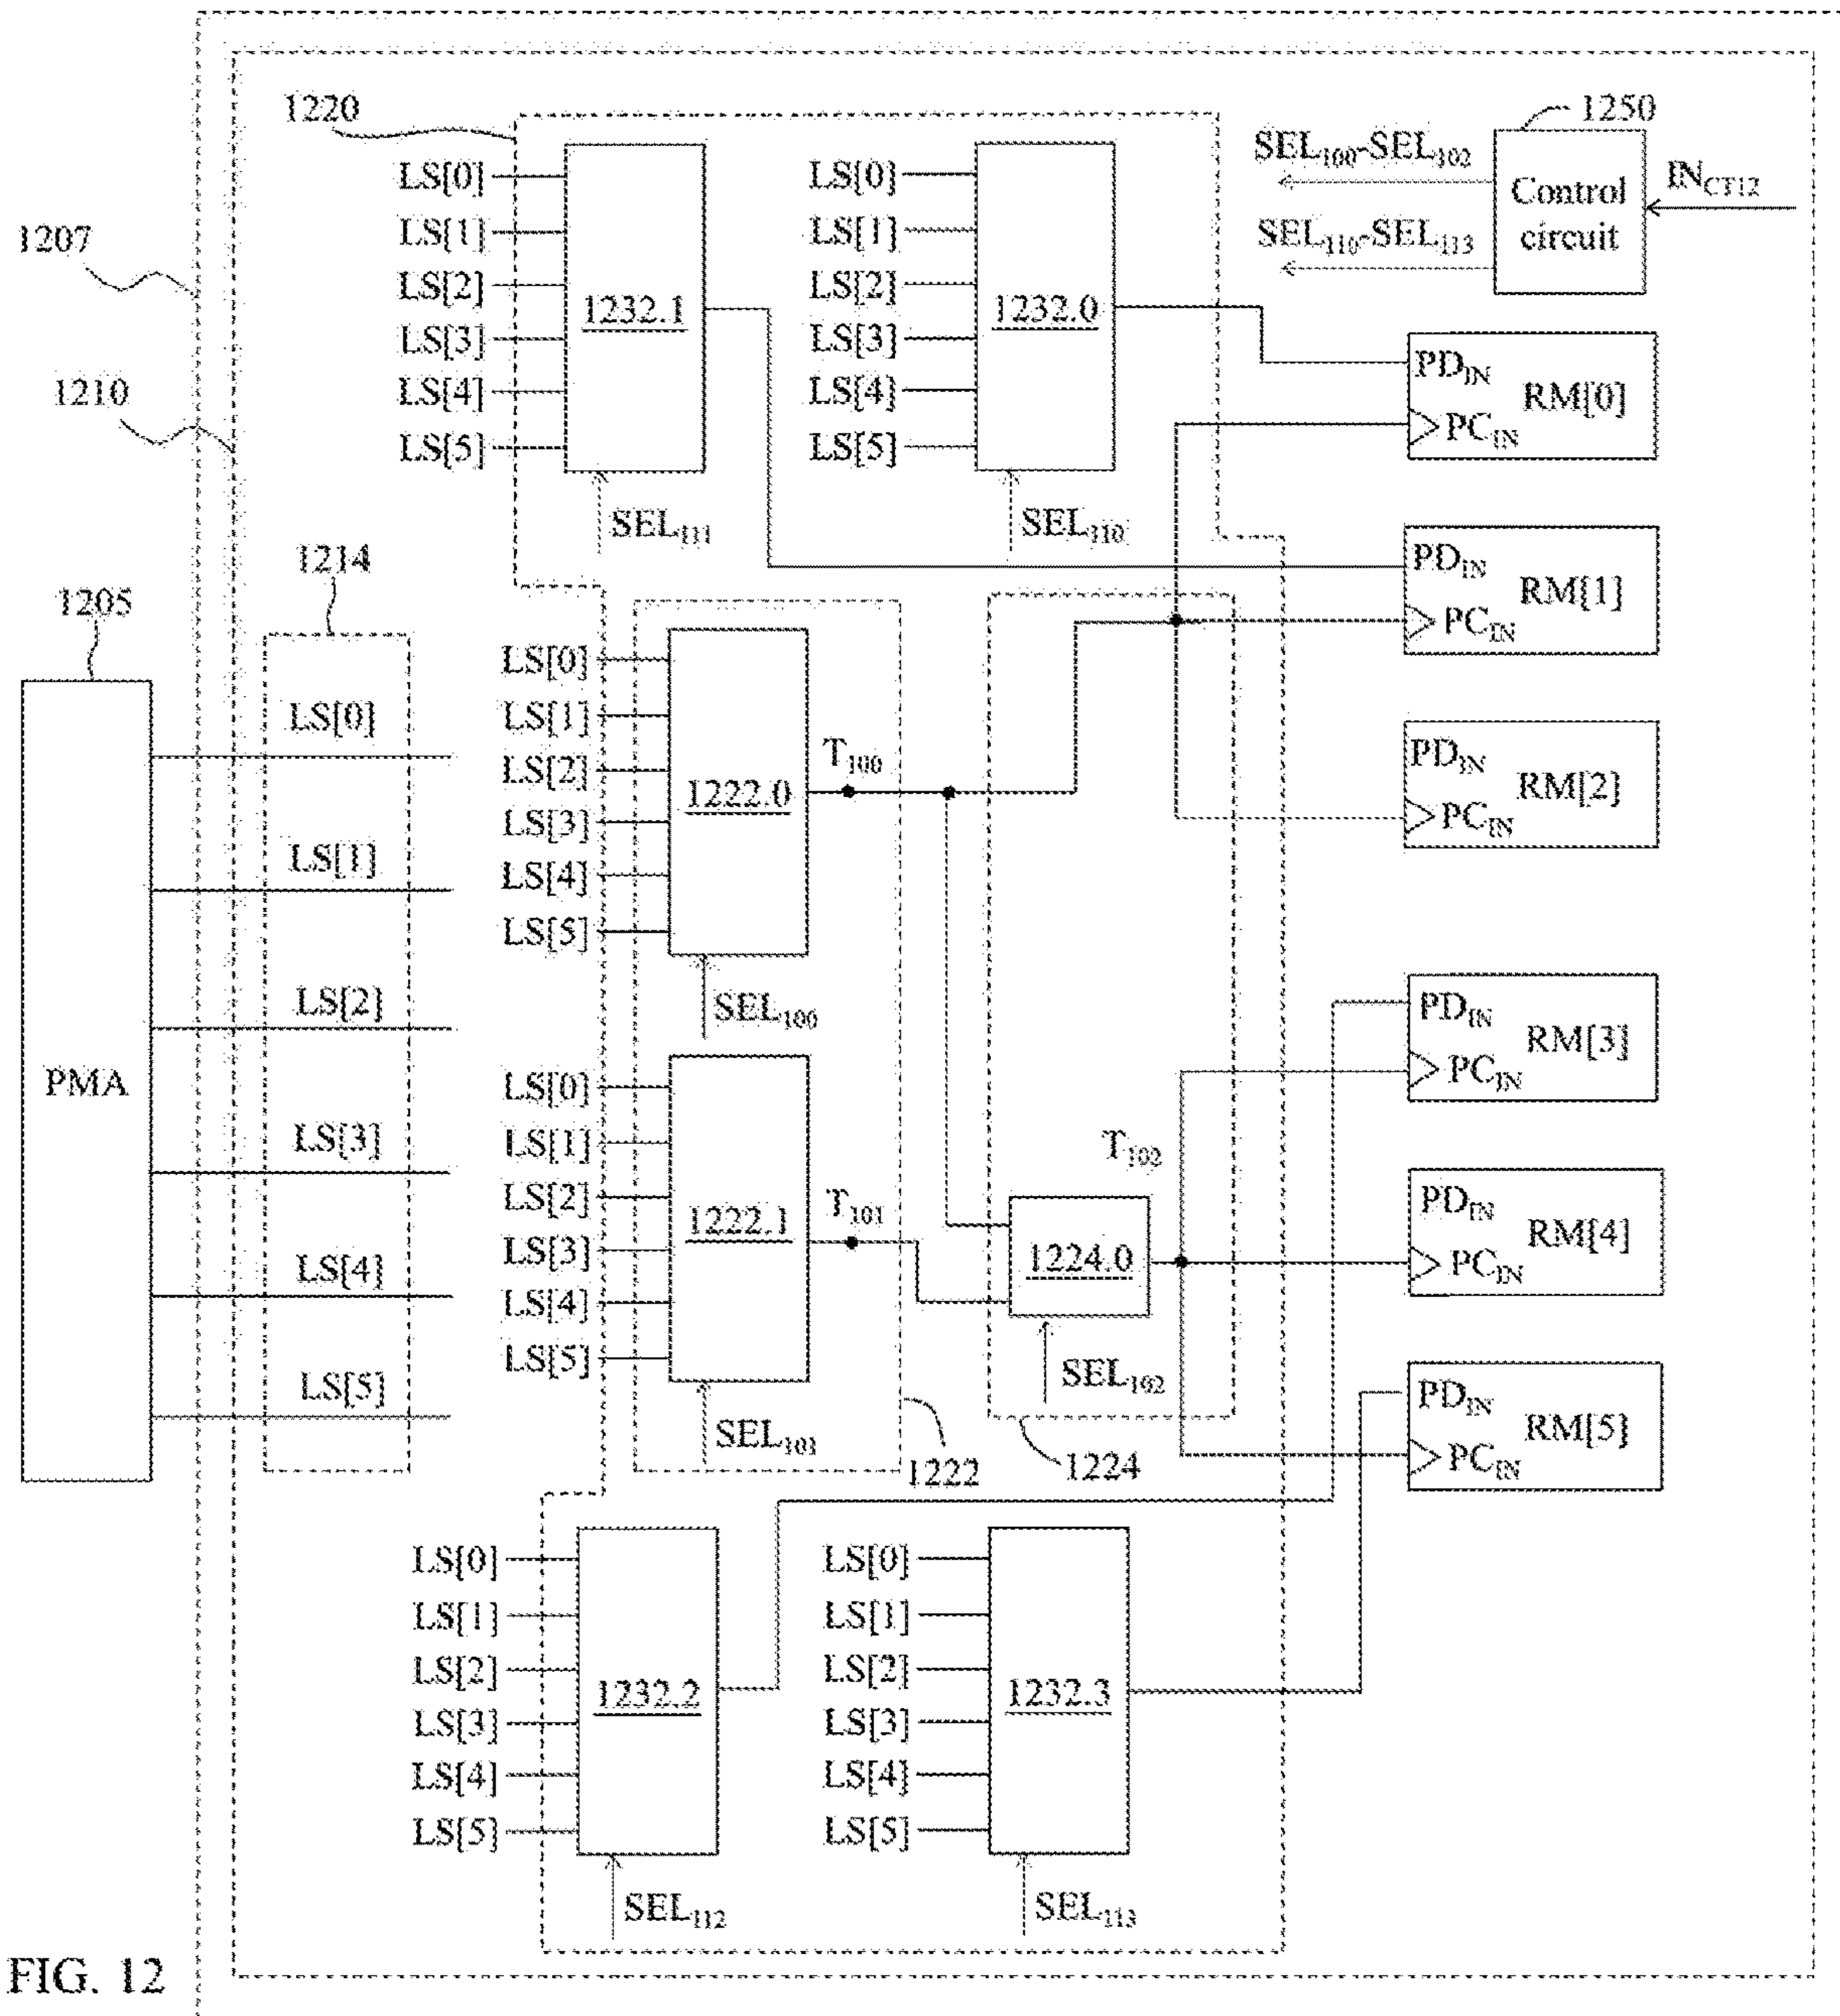 1220
1250
SEL100-SEL102
INCT12
Control
circuit
SEL110-SEL113
1207
1210
LS[0]
LS[1]
LS[2]
LS[3]
LS[4]
LS[5]
1232.1
SEL111
LS[0]
LS[1]
LS[2]
LS[3]
LS[4]
LS[5]
1232.0
SEL110
PDIN
RM[0]
PCIN
PDIN
RM[1]
PCIN
PDIN
RM[2]
PCIN
1214
1205
PMA
LS[0]
LS[1]
LS[2]
LS[3]
LS[4]
LS[5]
LS[0]
LS[1]
LS[2]
LS[3]
LS[4]
LS[5]
1222.0
T100
SEL100
LS[0]
LS[1]
LS[2]
LS[3]
LS[4]
LS[5]
1222.1
T101
SEL101
1222
T102
1224.0
SEL102
1224
PDIN
RM[3]
PCIN
PDIN
RM[4]
PCIN
PDIN
RM[5]
PCIN
LS[0]
LS[1]
LS[2]
LS[3]
LS[4]
LS[5]
1232.2
SEL112
LS[0]
LS[1]
LS[2]
LS[3]
LS[4]
LS[5]
1232.3
SEL113
FIG. 12